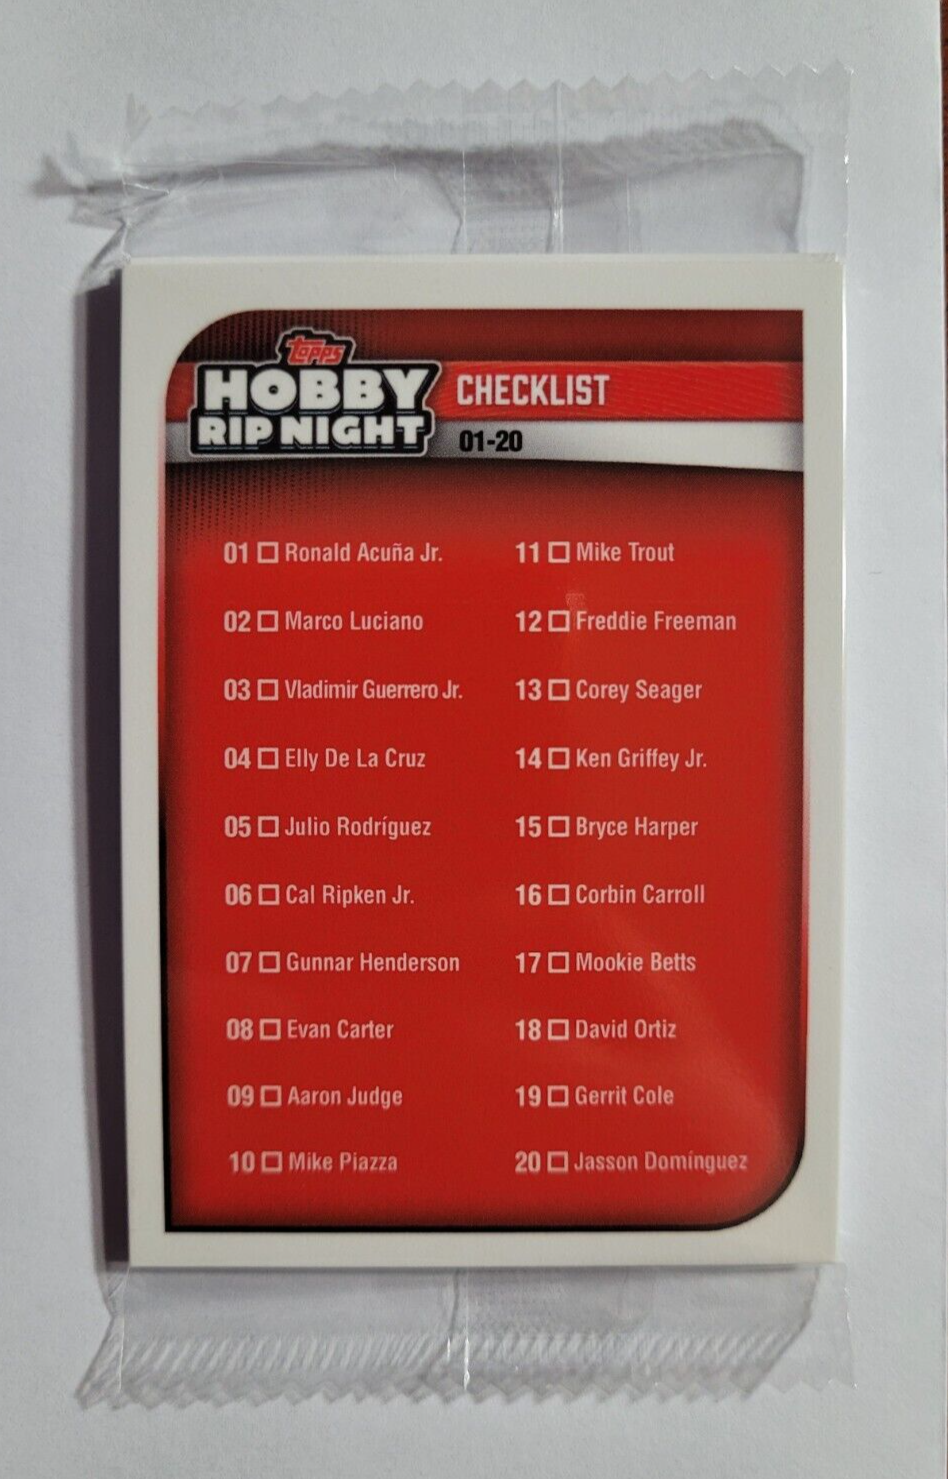 topps
HOBBY
RIP NIGHT
CHECKLIST
01-20
01 Ronald Acuña Jr.
02 Marco Luciano
03 Vladimir Guerrero Jr.
04 Elly De La Cruz
05 Julio Rodríguez
06 Cal Ripken Jr.
07 Gunnar Henderson
08 Evan Carter
09 Aaron Judge
10 Mike Piazza
11 Mike Trout
12 Freddie Freeman
13 Corey Seager
14 Ken Griffey Jr.
15 Bryce Harper
16 Corbin Carroll
17 Mookie Betts
18 David Ortiz
19 Gerrit Cole
20 Jasson Domínguez